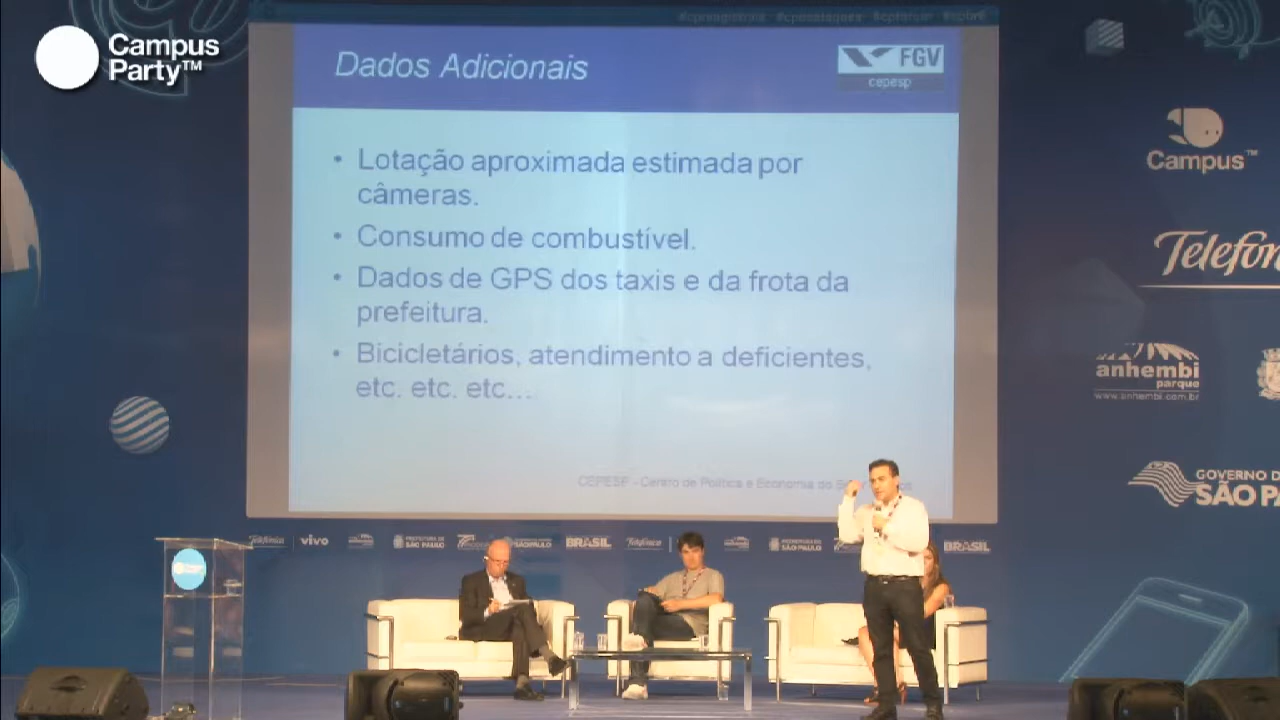 Campus
Party™
Dados Adicionais
FGV
cepesp
• Lotação aproximada estimada por
câmeras.
• Consumo de combustível.
• Dados de GPS dos taxis e da frota da
prefeitura.
• Bicicletários, atendimento a deficientes,
etc. etc. etc...
CEPESP - Centro de Política e Economia do
Campus™
Telefón
anhembi
parque
www.anhembi.com.br
GOVERNO D
SÃO PA
Telefónica
vivo
BRASIL
BRASIL